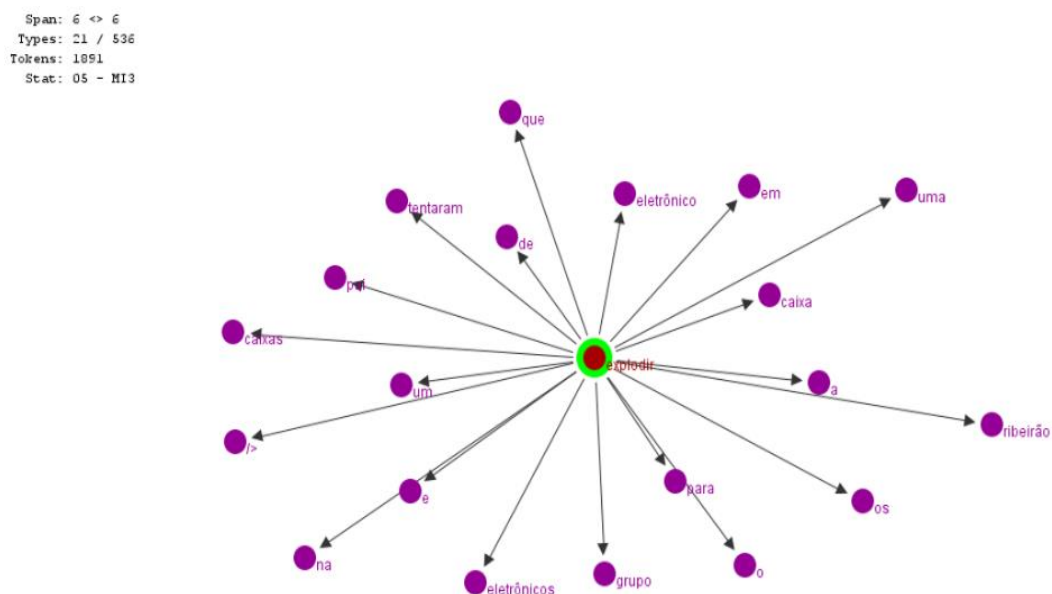 Span: 6 <> 6
Types: 21 / 536
Tokens: 1891
Stat: 05 - MI3
que
eletrônico
em
uma
tentaram
de
caixa
caixas
explodir
um
a
ribeirão
/>
e
para
os
na
eletrônicos
grupo
o